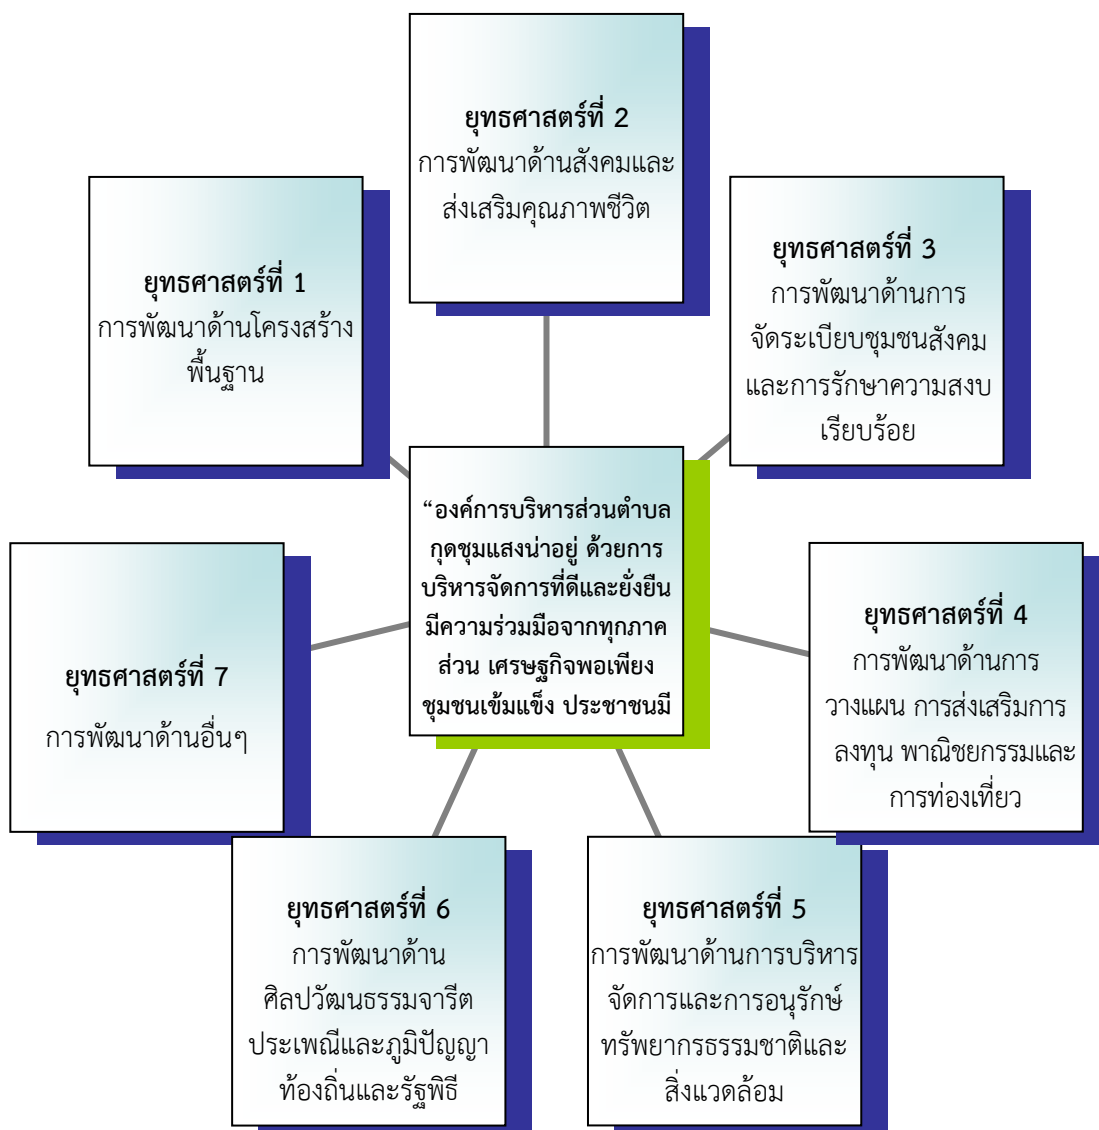 ยุทธศาสตร์ที่ 2
การพัฒนาด้านสังคมและ
ส่งเสริมคุณภาพชีวิต
ยุทธศาสตร์ที่ 1
การพัฒนาด้านโครงสร้าง
พื้นฐาน
ยุทธศาสตร์ที่ 3
การพัฒนาด้านการ
จัดระเบียบชุมชนสังคม
และการรักษาความสงบ
เรียบร้อย
“องค์การบริหารส่วนตำบล
กุดชุมแสงน่าอยู่ ด้วยการ
บริหารจัดการที่ดีและยั่งยืน
มีความร่วมมือจากทุกภาค
ส่วน เศรษฐกิจพอเพียง
ชุมชนเข้มแข็ง ประชาชนมี
ยุทธศาสตร์ที่ 4
การพัฒนาด้านการ
วางแผน การส่งเสริมการ
ลงทุน พาณิชยกรรมและ
การท่องเที่ยว
ยุทธศาสตร์ที่ 7
การพัฒนาด้านอื่นๆ
ยุทธศาสตร์ที่ 6
การพัฒนาด้าน
ศิลปวัฒนธรรมจารีต
ประเพณีและภูมิปัญญา
ท้องถิ่นและรัฐพิธี
ยุทธศาสตร์ที่ 5
การพัฒนาด้านการบริหาร
จัดการและการอนุรักษ์
ทรัพยากรธรรมชาติและ
สิ่งแวดล้อม